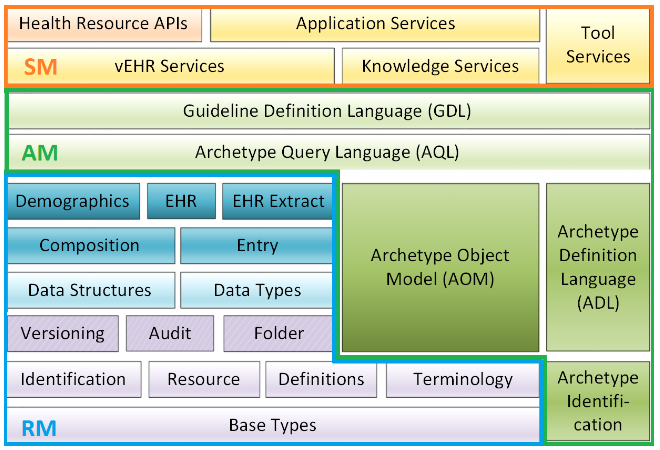 Health Resource APIs
Application Services
Tool
Services
SM
vEHR Services
Knowledge Services
Guideline Definition Language (GDL)
AM
Archetype Query Language (AQL)
Demographics
EHR
EHR Extract
Composition
Entry
Data Structures
Data Types
Versioning
Audit
Folder
Archetype Object
Model (AOM)
Archetype
Definition
Language
(ADL)
Identification
Resource
Definitions
Terminology
Archetype
Identifi-
cation
RM
Base Types